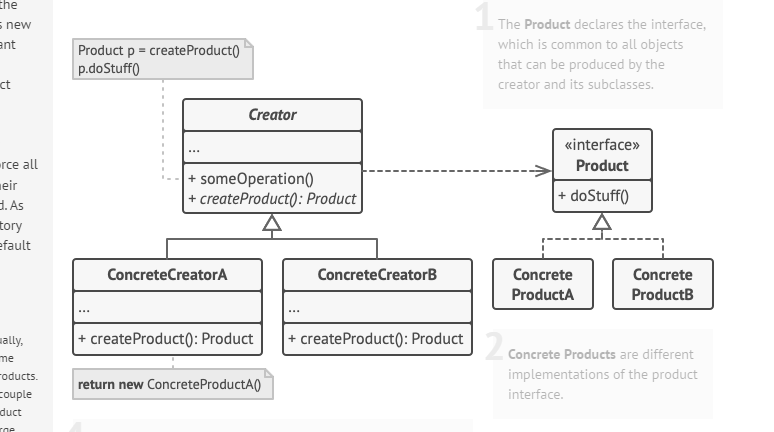 the
s new
ant
ct
orce all
heir
d. As
tory
efault
ually,
me
roducts.
couple
duct
rge
Product p = createProduct()
p.doStuff()
Creator
...
+ someOperation()
+ createProduct(): Product
ConcreteCreatorA
...
+ createProduct(): Product
return new ConcreteProductA()
ConcreteCreatorB
...
+ createProduct(): Product
1
The Product declares the interface,
which is common to all objects
that can be produced by the
creator and its subclasses.
«interface»
Product
+ doStuff()
Concrete
ProductA
Concrete
ProductB
2
Concrete Products are different
implementations of the product
interface.